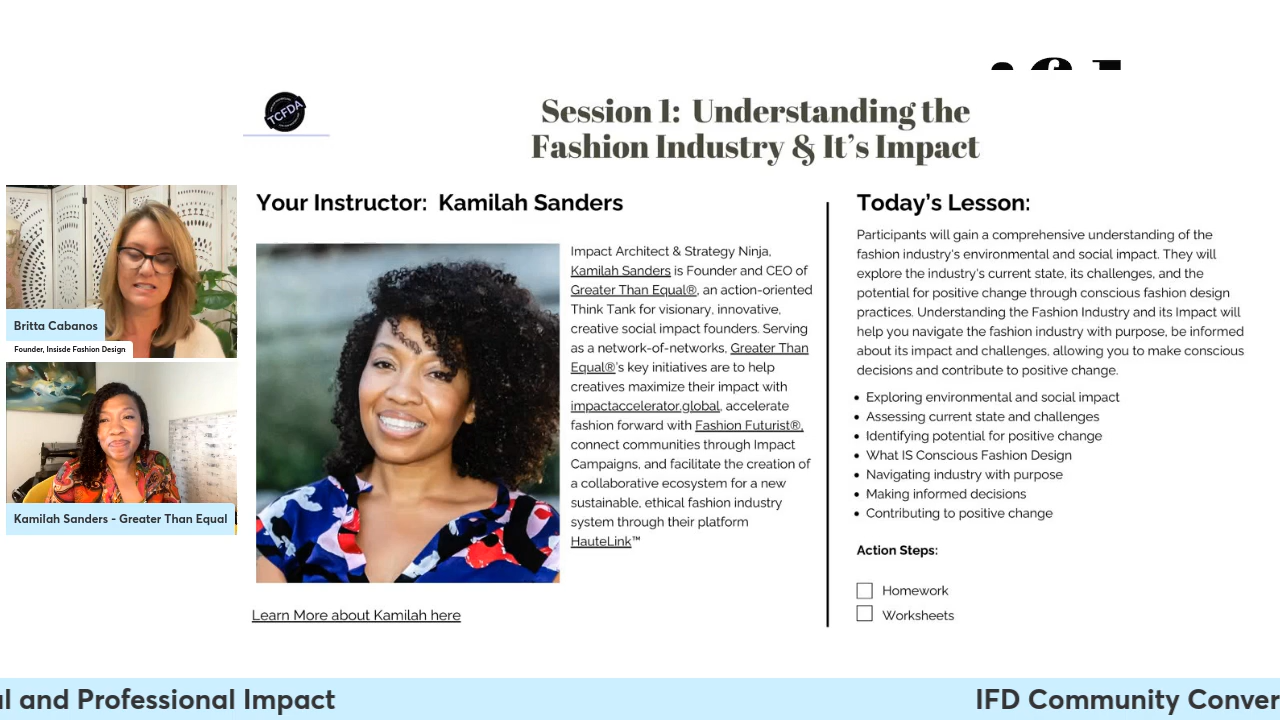 TCFDA
Session 1: Understanding the
Fashion Industry & It's Impact
Your Instructor: Kamilah Sanders
Impact Architect & Strategy Ninja,
Kamilah Sanders is Founder and CEO of
Greater Than Equal®, an action-oriented
Think Tank for visionary, innovative,
creative social impact founders. Serving
as a network-of-networks, Greater Than
Equal®'s key initiatives are to help
creatives maximize their impact with
impactaccelerator.global, accelerate
fashion forward with Fashion Futurist®,
connect communities through Impact
Campaigns, and facilitate the creation of
a collaborative ecosystem for a new
sustainable, ethical fashion industry
system through their platform
HauteLink™
Learn More about Kamilah here
Today's Lesson:
Participants will gain a comprehensive understanding of the
fashion industry's environmental and social impact. They will
explore the industry's current state, its challenges, and the
potential for positive change through conscious fashion design
practices. Understanding the Fashion Industry and its Impact will
help you navigate the fashion industry with purpose, be informed
about its impact and challenges, allowing you to make conscious
decisions and contribute to positive change.
• Exploring environmental and social impact
• Assessing current state and challenges
• Identifying potential for positive change
• What IS Conscious Fashion Design
• Navigating industry with purpose
• Making informed decisions
• Contributing to positive change
Action Steps:
Homework
Worksheets
Britta Cabanos
Founder, Insisde Fashion Design
Kamilah Sanders - Greater Than Equal
l and Professional Impact
IFD Community Conver